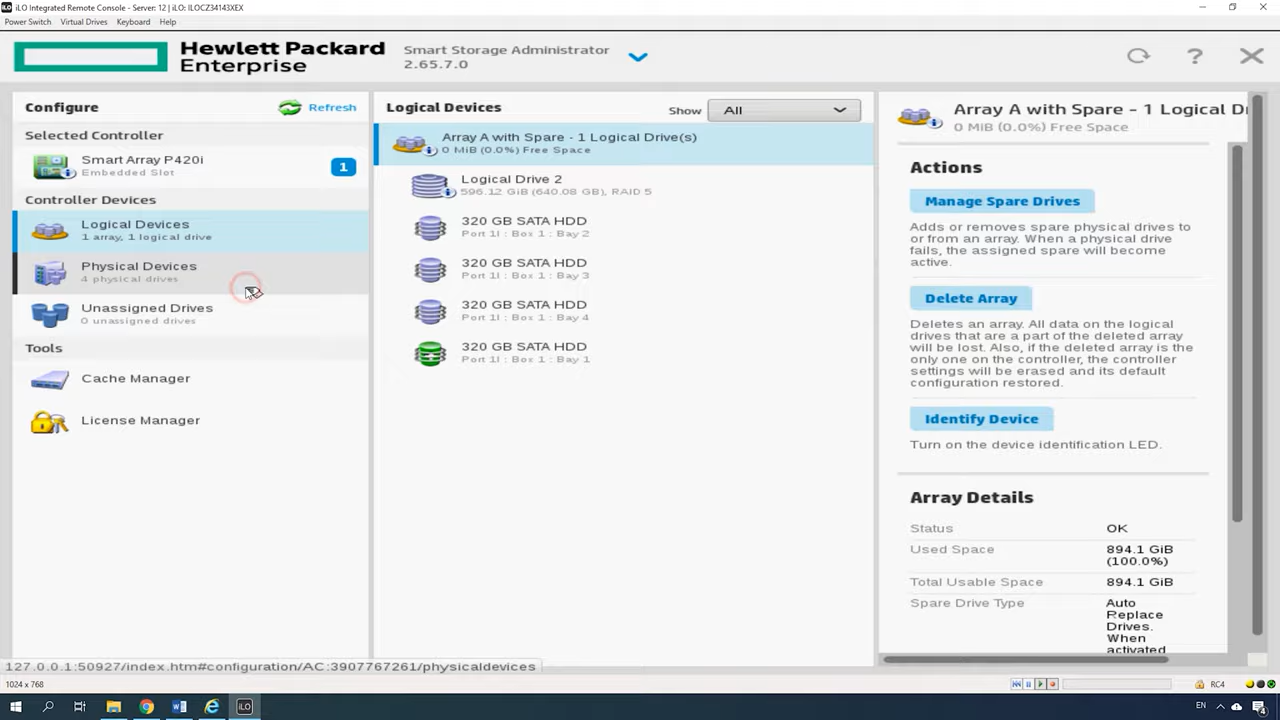 iLO Integrated Remote Console - Server: 12 | iLO: ILOCZ34143XEX
Power Switch Virtual Drives Keyboard Help
Hewlett Packard
Enterprise
Smart Storage Administrator
2.65.7.0
Configure
Refresh
Selected Controller
Smart Array P420i
Embedded Slot
1
Controller Devices
Logical Devices
1 array, 1 logical drive
Physical Devices
4 physical drives
Unassigned Drives
0 unassigned drives
Tools
Cache Manager
License Manager
Logical Devices
Show All
Array A with Spare - 1 Logical Drive(s)
0 MiB (0.0%) Free Space
Logical Drive 2
596.12 GiB (640.08 GB), RAID 5
320 GB SATA HDD
Port 1I : Box 1 : Bay 2
320 GB SATA HDD
Port 1I : Box 1 : Bay 3
320 GB SATA HDD
Port 1I : Box 1 : Bay 4
320 GB SATA HDD
Port 1I : Box 1 : Bay 1
Array A with Spare - 1 Logical Dr
0 MiB (0.0%) Free Space
Actions
Manage Spare Drives
Adds or removes spare physical drives to
or from an array. When a physical drive
fails, the assigned spare will become
active.
Delete Array
Deletes an array. All data on the logical
drives that are a part of the deleted array
will be lost. Also, if the deleted array is the
only one on the controller, the controller
settings will be erased and its default
configuration restored.
Identify Device
Turn on the device identification LED.
Array Details
Status OK
Used Space 894.1 GiB
(100.0%)
Total Usable Space 894.1 GiB
Spare Drive Type Auto
Replace
Drives.
When
activated
127.0.0.1:50927/index.htm#configuration/AC:3907767261/physicaldevices
1024 x 768
RC4
EN
4